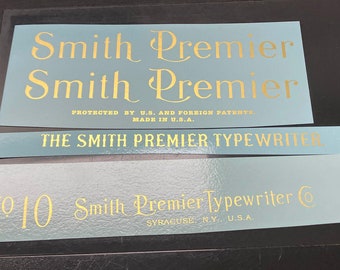 Smith Premier
Smith Premier
PROTECTED BY U.S. AND FOREIGN PATENTS.
MADE IN U.S.A.
THE SMITH PREMIER TYPEWRITER
o 10 Smith Premier Typewriter Co
SYRACUSE, N.Y., U.S.A.